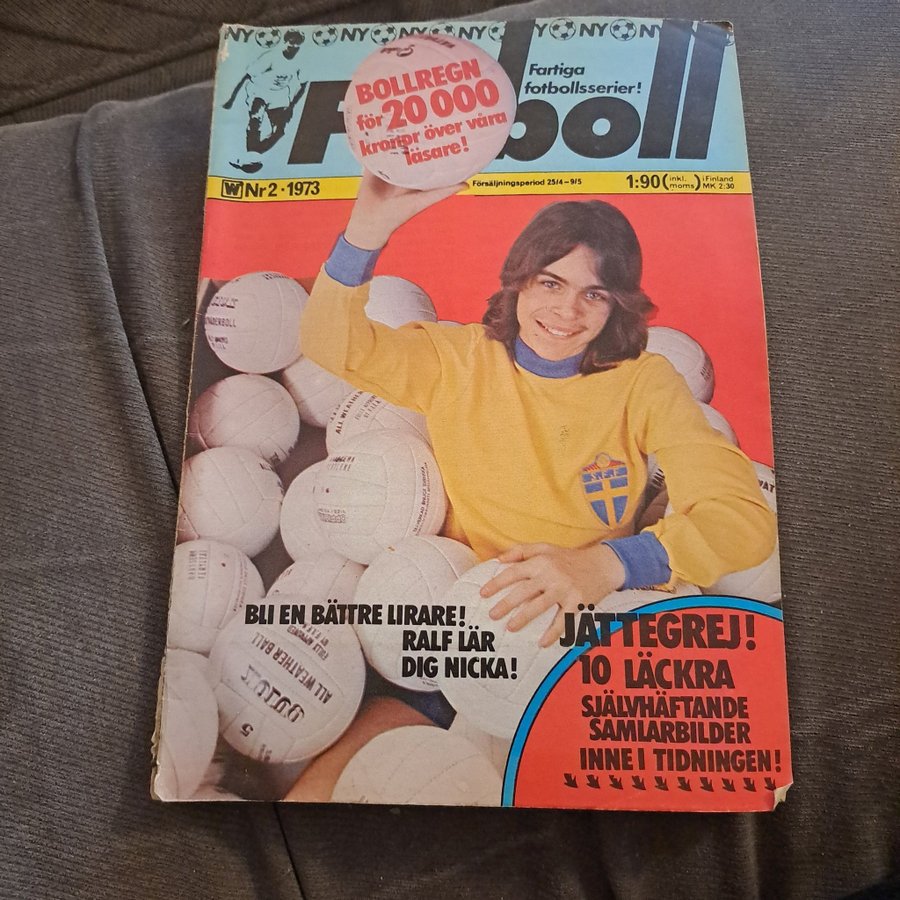 NY NY NY NY NY NY
Fotboll
Fartiga
fotbollsserier!
BOLLREGN
för 20 000
kronor över våra
läsare!
W Nr 2 · 1973
Försäljningsperiod 25/4 - 9/5
1:90 (inkl. moms) i Finland MK 2:30
ALL WEATHER BALL
5
BLI EN BÄTTRE LIRARE!
RALF LÄR
DIG NICKA!
JÄTTEGREJ!
10 LÄCKRA
SJÄLVHÄFTANDE
SAMLARBILDER
INNE I TIDNINGEN!